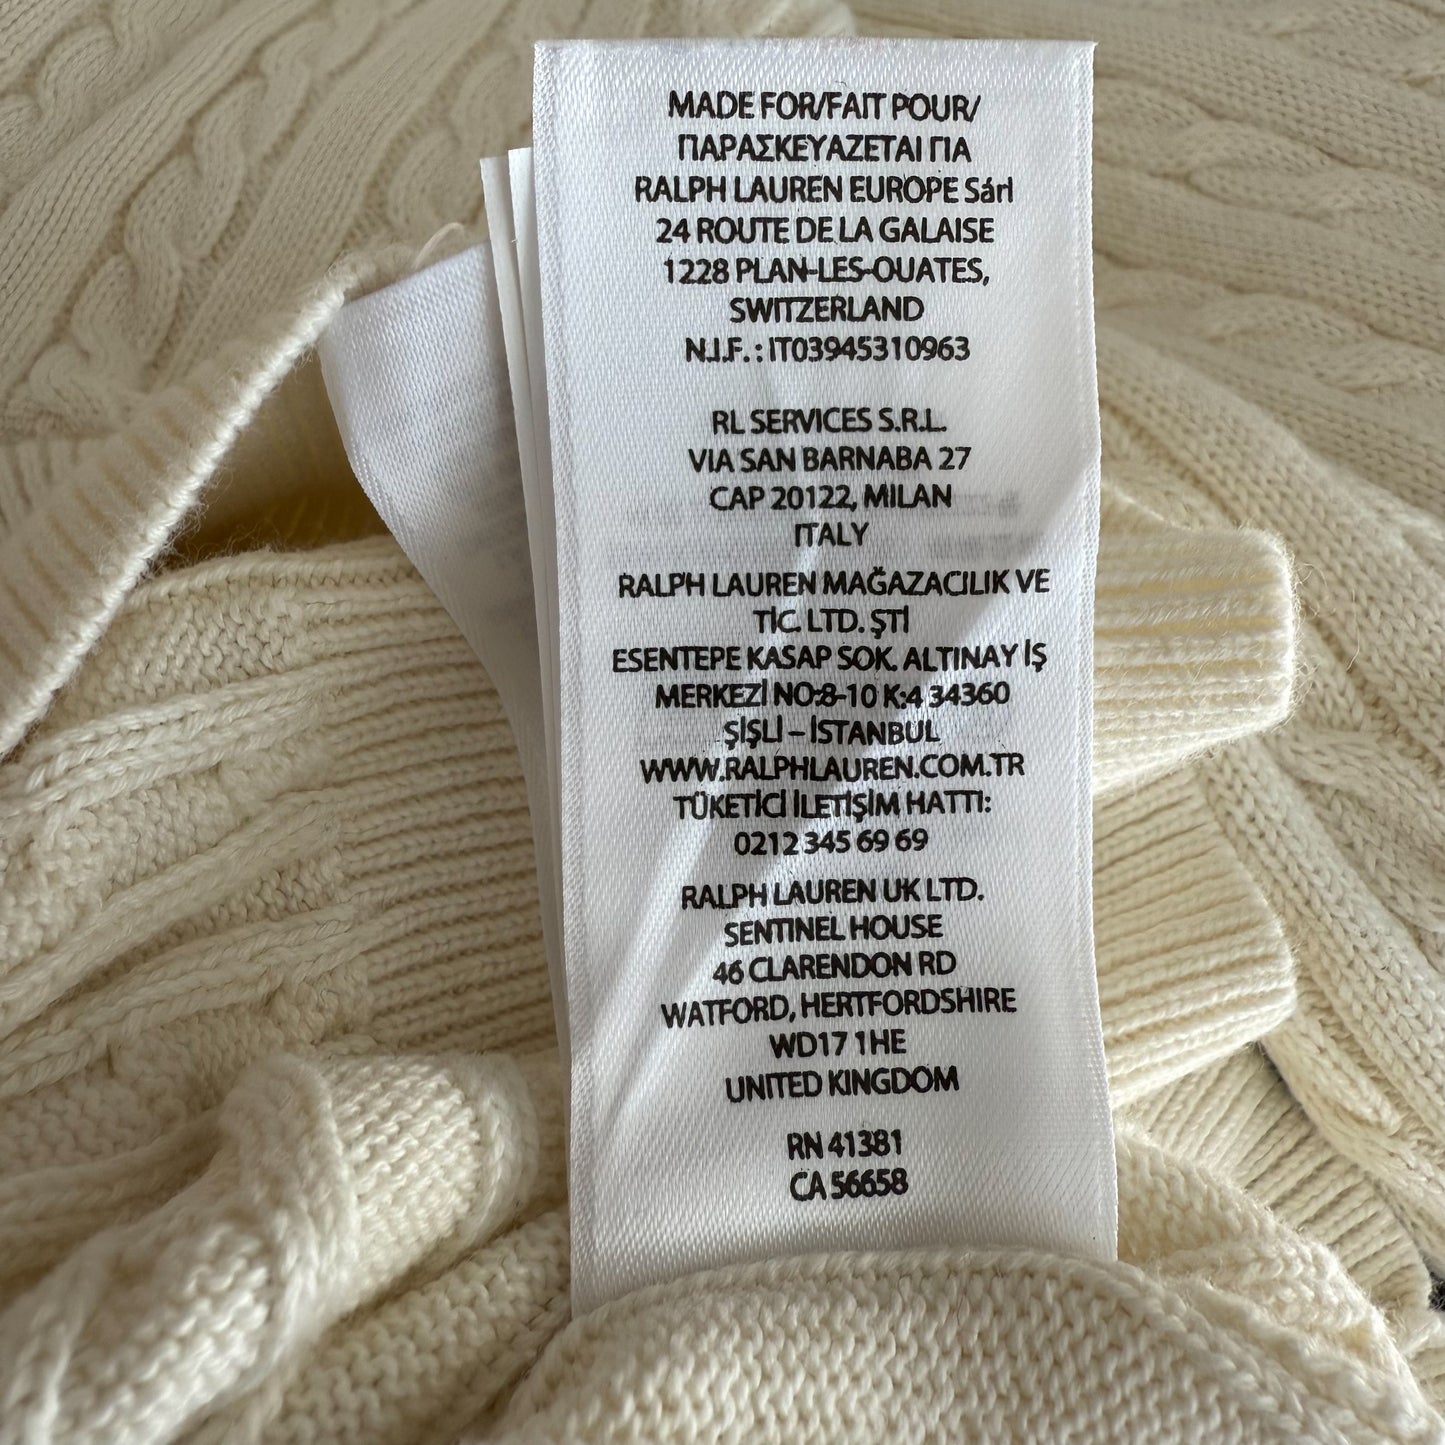 MADE FOR/FAIT POUR/
ΠΑΡΑΣΚΕΥΑΖΕΤΑΙ ΓΙΑ
RALPH LAUREN EUROPE Sárl
24 ROUTE DE LA GALAISE
1228 PLAN-LES-OUATES,
SWITZERLAND
N.I.F. : IT03945310963
RL SERVICES S.R.L.
VIA SAN BARNABA 27
CAP 20122, MILAN
ITALY
RALPH LAUREN MAĞAZACILIK VE
TİC. LTD. ŞTİ
ESENTEPE KASAP SOK. ALTINAY İŞ
MERKEZİ NO:8-10 K:4 34360
ŞİŞLİ – İSTANBUL
WWW.RALPHLAUREN.COM.TR
TÜKETİCİ İLETİŞİM HATTI:
0212 345 69 69
RALPH LAUREN UK LTD.
SENTINEL HOUSE
46 CLARENDON RD
WATFORD, HERTFORDSHIRE
WD17 1HE
UNITED KINGDOM
RN 41381
CA 56658